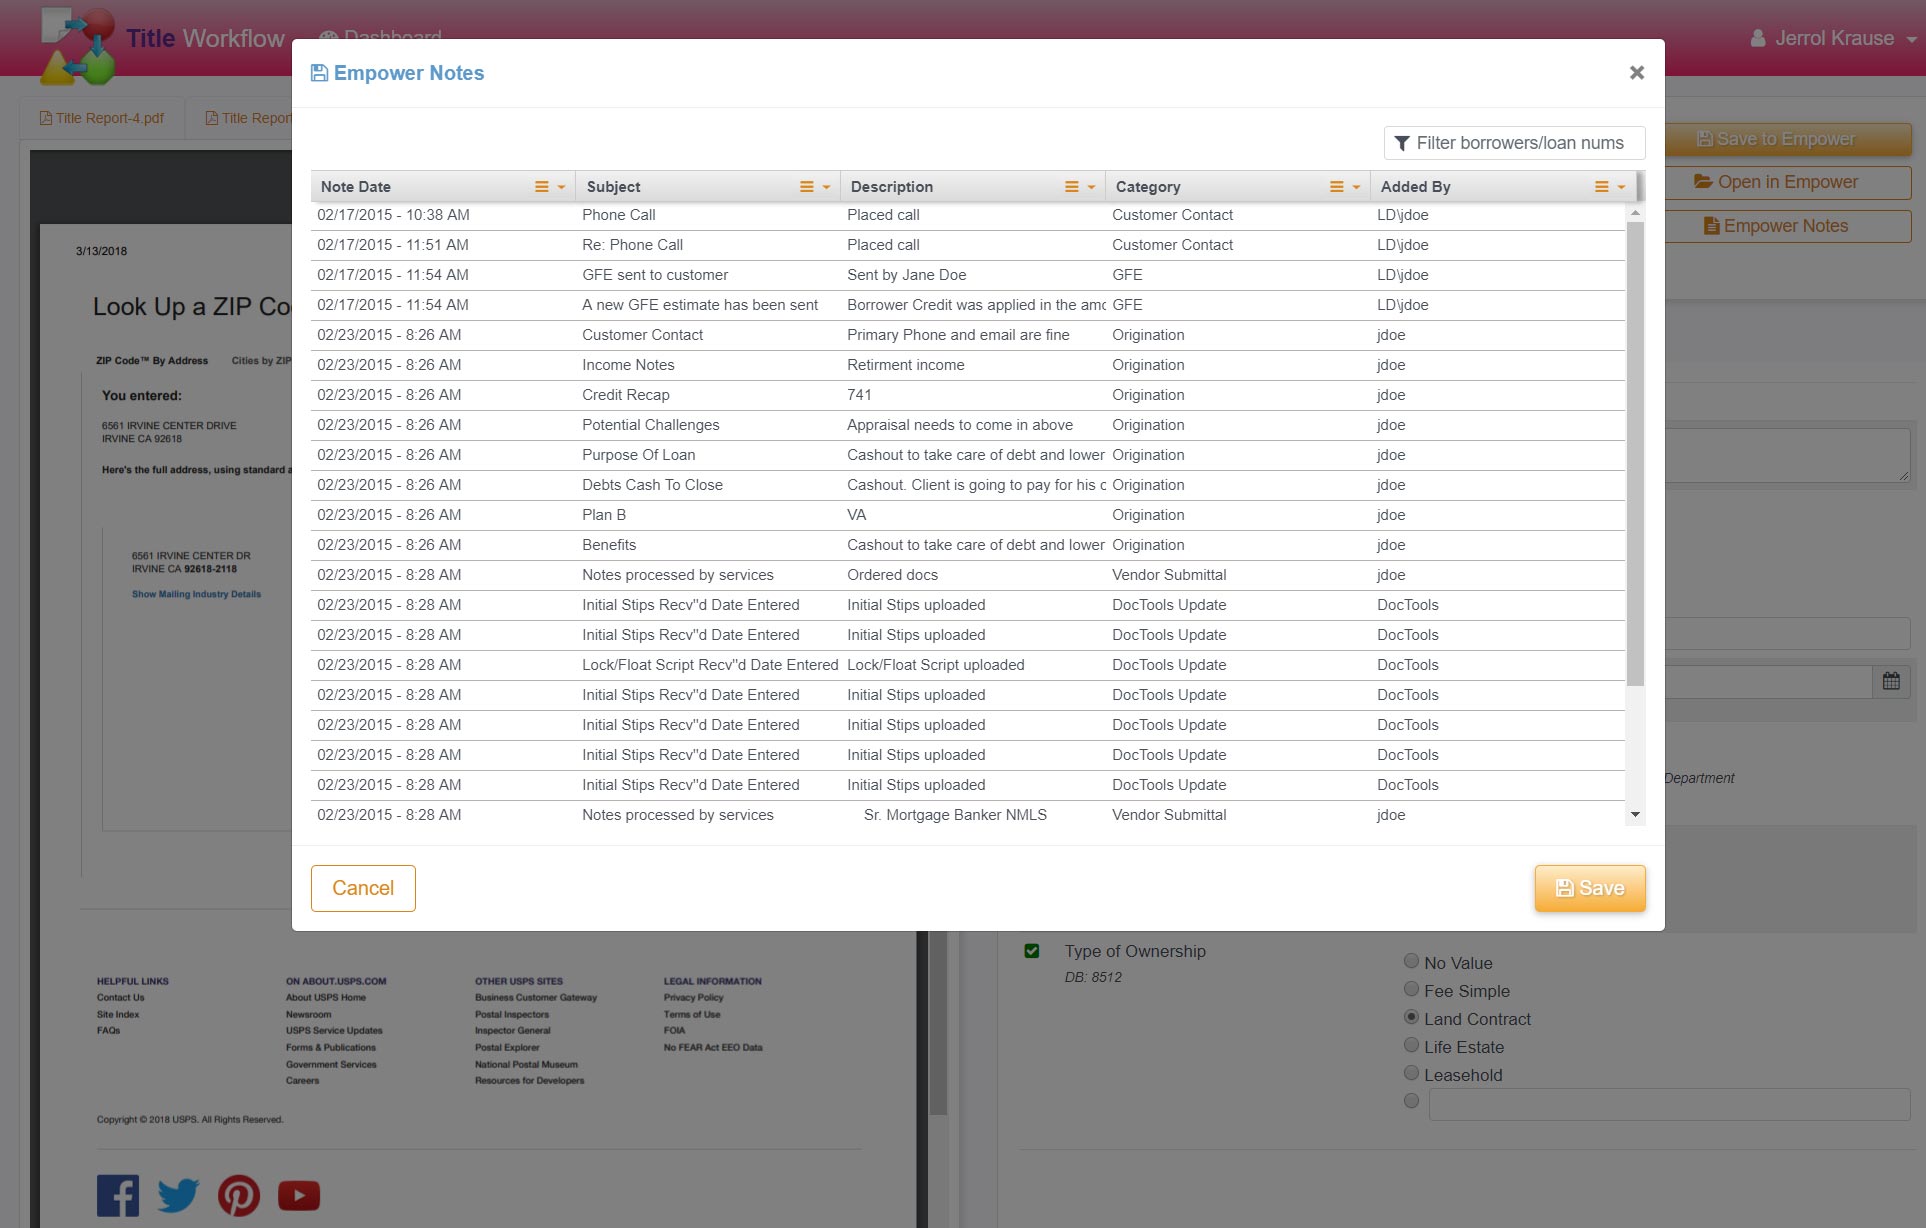 Title Workflow
Dashboard
Jerrol Krause
Empower Notes
Title Report-4.pdf
Title Repor
Save to Empower
Open in Empower
Empower Notes
Filter borrowers/loan nums
Note Date Subject Description Category Added By
02/17/2015 - 10:38 AM Phone Call Placed call Customer Contact LD\jdoe
02/17/2015 - 11:51 AM Re: Phone Call Placed call Customer Contact LD\jdoe
02/17/2015 - 11:54 AM GFE sent to customer Sent by Jane Doe GFE LD\jdoe
02/17/2015 - 11:54 AM A new GFE estimate has been sent Borrower Credit was applied in the amo GFE LD\jdoe
02/23/2015 - 8:26 AM Customer Contact Primary Phone and email are fine Origination jdoe
02/23/2015 - 8:26 AM Income Notes Retirment income Origination jdoe
02/23/2015 - 8:26 AM Credit Recap 741 Origination jdoe
02/23/2015 - 8:26 AM Potential Challenges Appraisal needs to come in above Origination jdoe
02/23/2015 - 8:26 AM Purpose Of Loan Cashout to take care of debt and lower Origination jdoe
02/23/2015 - 8:26 AM Debts Cash To Close Cashout. Client is going to pay for his c Origination jdoe
02/23/2015 - 8:26 AM Plan B VA Origination jdoe
02/23/2015 - 8:26 AM Benefits Cashout to take care of debt and lower Origination jdoe
02/23/2015 - 8:28 AM Notes processed by services Ordered docs Vendor Submittal jdoe
02/23/2015 - 8:28 AM Initial Stips Recv"d Date Entered Initial Stips uploaded DocTools Update DocTools
02/23/2015 - 8:28 AM Initial Stips Recv"d Date Entered Initial Stips uploaded DocTools Update DocTools
02/23/2015 - 8:28 AM Lock/Float Script Recv"d Date Entered Lock/Float Script uploaded DocTools Update DocTools
02/23/2015 - 8:28 AM Initial Stips Recv"d Date Entered Initial Stips uploaded DocTools Update DocTools
02/23/2015 - 8:28 AM Initial Stips Recv"d Date Entered Initial Stips uploaded DocTools Update DocTools
02/23/2015 - 8:28 AM Initial Stips Recv"d Date Entered Initial Stips uploaded DocTools Update DocTools
02/23/2015 - 8:28 AM Initial Stips Recv"d Date Entered Initial Stips uploaded DocTools Update DocTools
02/23/2015 - 8:28 AM Notes processed by services Sr. Mortgage Banker NMLS Vendor Submittal jdoe
Cancel
Save
3/13/2018
Look Up a ZIP Co
ZIP Code™ By Address Cities by ZIP
You entered:
6561 IRVINE CENTER DRIVE
IRVINE CA 92618
Here's the full address, using standard a
6561 IRVINE CENTER DR
IRVINE CA 92618-2118
Show Mailing Industry Details
HELPFUL LINKS
Contact Us
Site Index
FAQs
ON ABOUT.USPS.COM
About USPS Home
Newsroom
USPS Service Updates
Forms & Publications
Government Services
Careers
OTHER USPS SITES
Business Customer Gateway
Postal Inspectors
Inspector General
Postal Explorer
National Postal Museum
Resources for Developers
LEGAL INFORMATION
Privacy Policy
Terms of Use
FOIA
No FEAR Act EEO Data
Copyright © 2018 USPS. All Rights Reserved.
Department
Type of Ownership
DB: 8512
No Value
Fee Simple
Land Contract
Life Estate
Leasehold